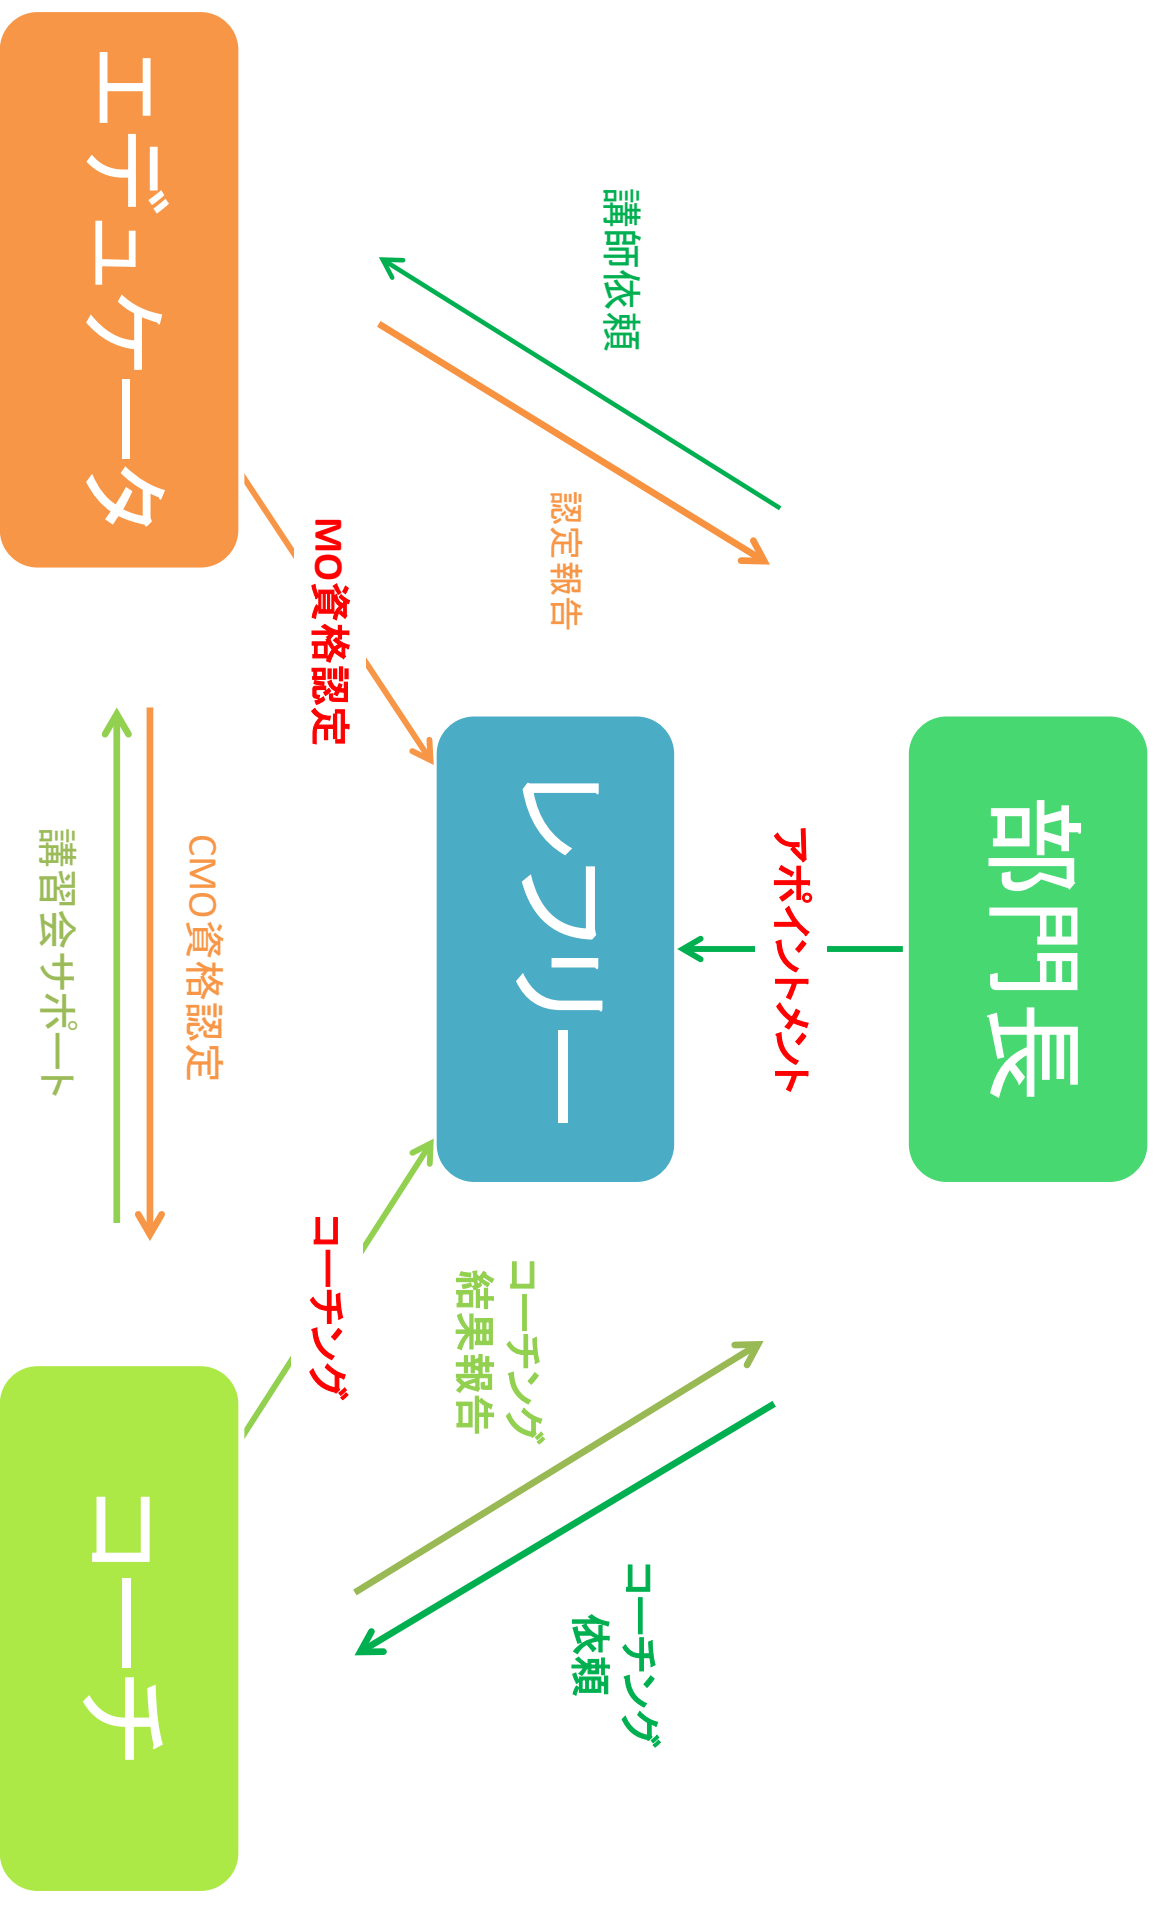 部門長
講師依頼
アポイントメント
コーチング
依頼
認定報告
レフリー
コーチング
結果報告
MO資格認定
コーチング
エデュケータ
CMO資格認定
講習会サポート
コーチ